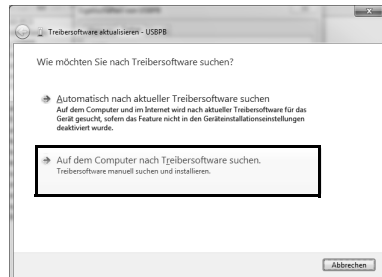 Treibersoftware aktualisieren - USBPB
Wie möchten Sie nach Treibersoftware suchen?
Automatisch nach aktueller Treibersoftware suchen
Auf dem Computer und im Internet wird nach aktueller Treibersoftware für das
Gerät gesucht, sofern das Feature nicht in den Geräteinstallationseinstellungen
deaktiviert wurde.
Auf dem Computer nach Treibersoftware suchen.
Treibersoftware manuell suchen und installieren.
Abbrechen